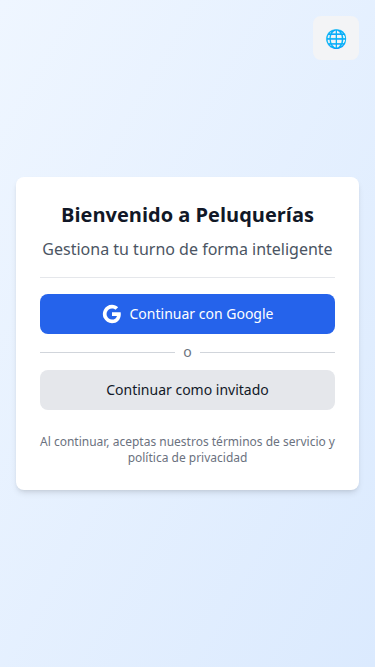 Bienvenido a Peluquerías
Gestiona tu turno de forma inteligente
Continuar con Google
o
Continuar como invitado
Al continuar, aceptas nuestros términos de servicio y
política de privacidad